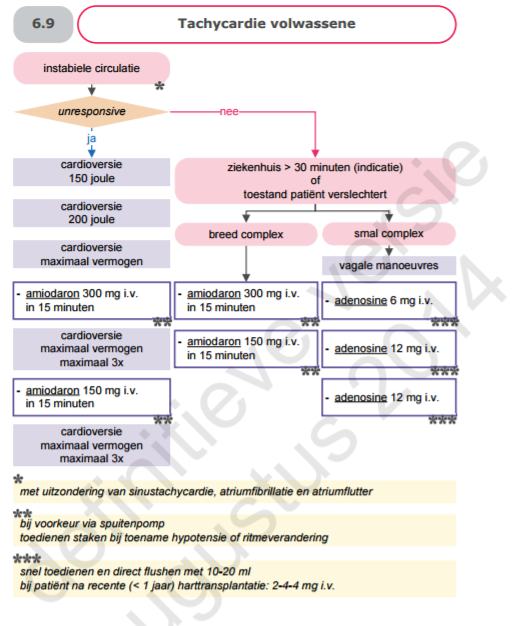 6.9
Tachycardie volwassene
instabiele circulatie
*
unresponsive
nee
ja
cardioversie
150 joule
ziekenhuis > 30 minuten (indicatie)
of
toestand patiënt verslechtert
cardioversie
200 joule
breed complex
smal complex
cardioversie
maximaal vermogen
vagale manoeuvres
- amiodaron 300 mg i.v.
in 15 minuten
**
- amiodaron 300 mg i.v.
in 15 minuten
**
- adenosine 6 mg i.v.
***
cardioversie
maximaal vermogen
maximaal 3x
- amiodaron 150 mg i.v.
in 15 minuten
**
- adenosine 12 mg i.v.
***
- amiodaron 150 mg i.v.
in 15 minuten
**
- adenosine 12 mg i.v.
***
cardioversie
maximaal vermogen
maximaal 3x
*
met uitzondering van sinustachycardie, atriumfibrillatie en atriumflutter
**
bij voorkeur via spuitenpomp
toedienen staken bij toename hypotensie of ritmeverandering
***
snel toedienen en direct flushen met 10-20 ml
bij patiënt na recente (< 1 jaar) harttransplantatie: 2-4-4 mg i.v.
definitieve versie
augustus 2014